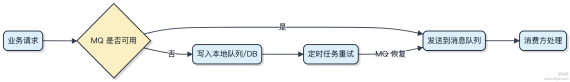 业务请求
MQ 是否可用
是
否
写入本地队列/DB
定时任务重试
MQ 恢复
发送到消息队列
消费方处理